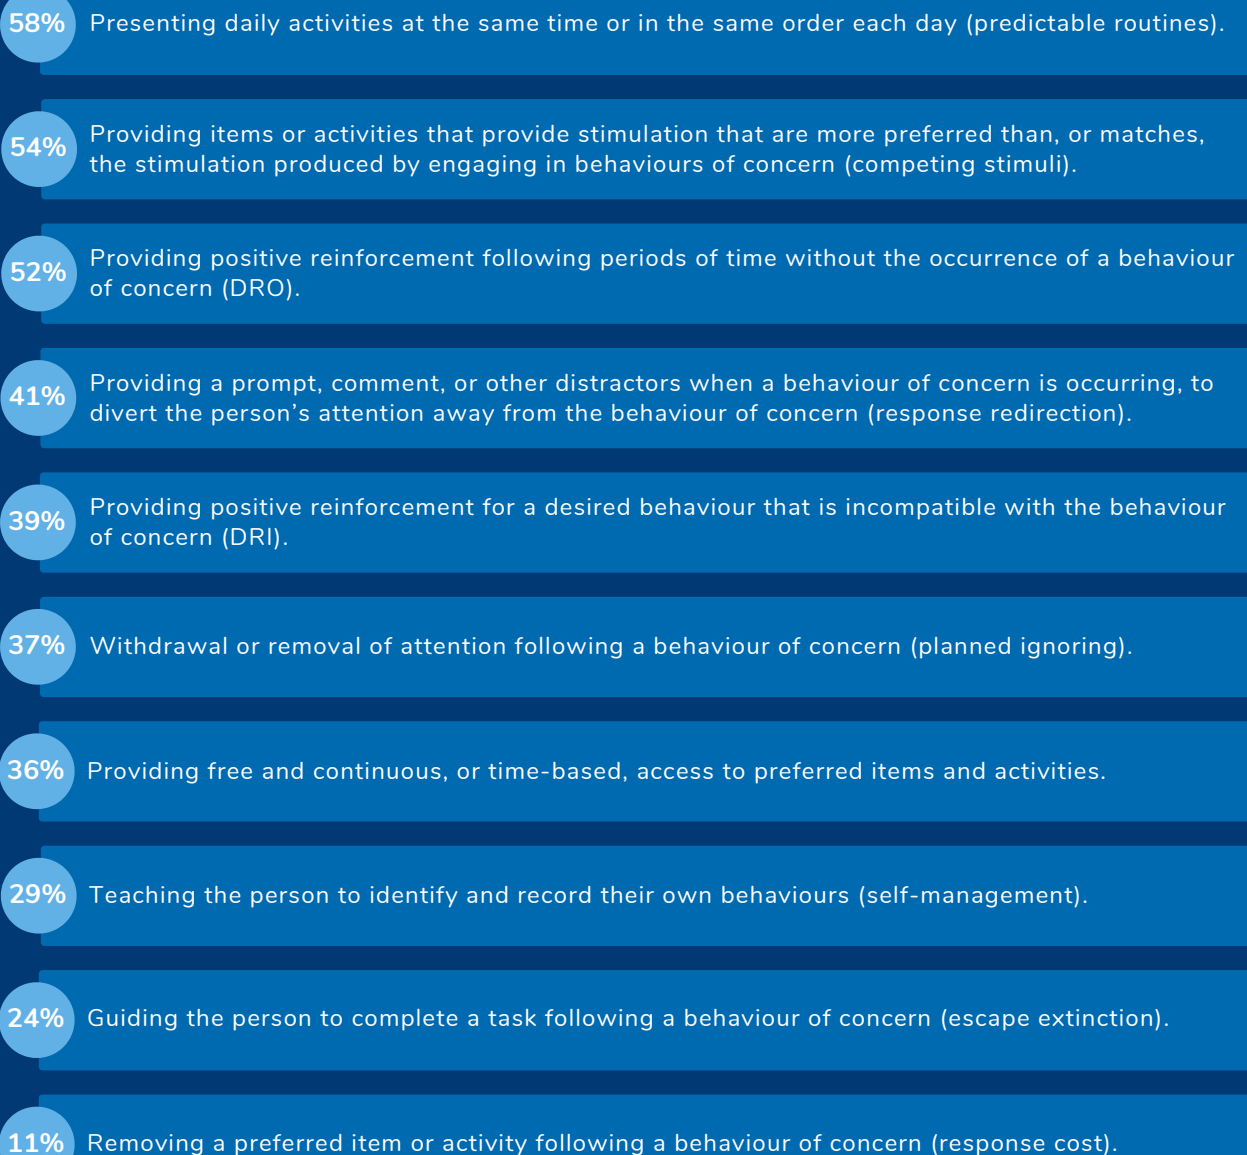 58%
Presenting daily activities at the same time or in the same order each day (predictable routines).
54%
Providing items or activities that provide stimulation that are more preferred than, or matches,
the stimulation produced by engaging in behaviours of concern (competing stimuli).
52%
Providing positive reinforcement following periods of time without the occurrence of a behaviour
of concern (DRO).
41%
Providing a prompt, comment, or other distractors when a behaviour of concern is occurring, to
divert the person’s attention away from the behaviour of concern (response redirection).
39%
Providing positive reinforcement for a desired behaviour that is incompatible with the behaviour
of concern (DRI).
37%
Withdrawal or removal of attention following a behaviour of concern (planned ignoring).
36%
Providing free and continuous, or time-based, access to preferred items and activities.
29%
Teaching the person to identify and record their own behaviours (self-management).
24%
Guiding the person to complete a task following a behaviour of concern (escape extinction).
11%
Removing a preferred item or activity following a behaviour of concern (response cost).